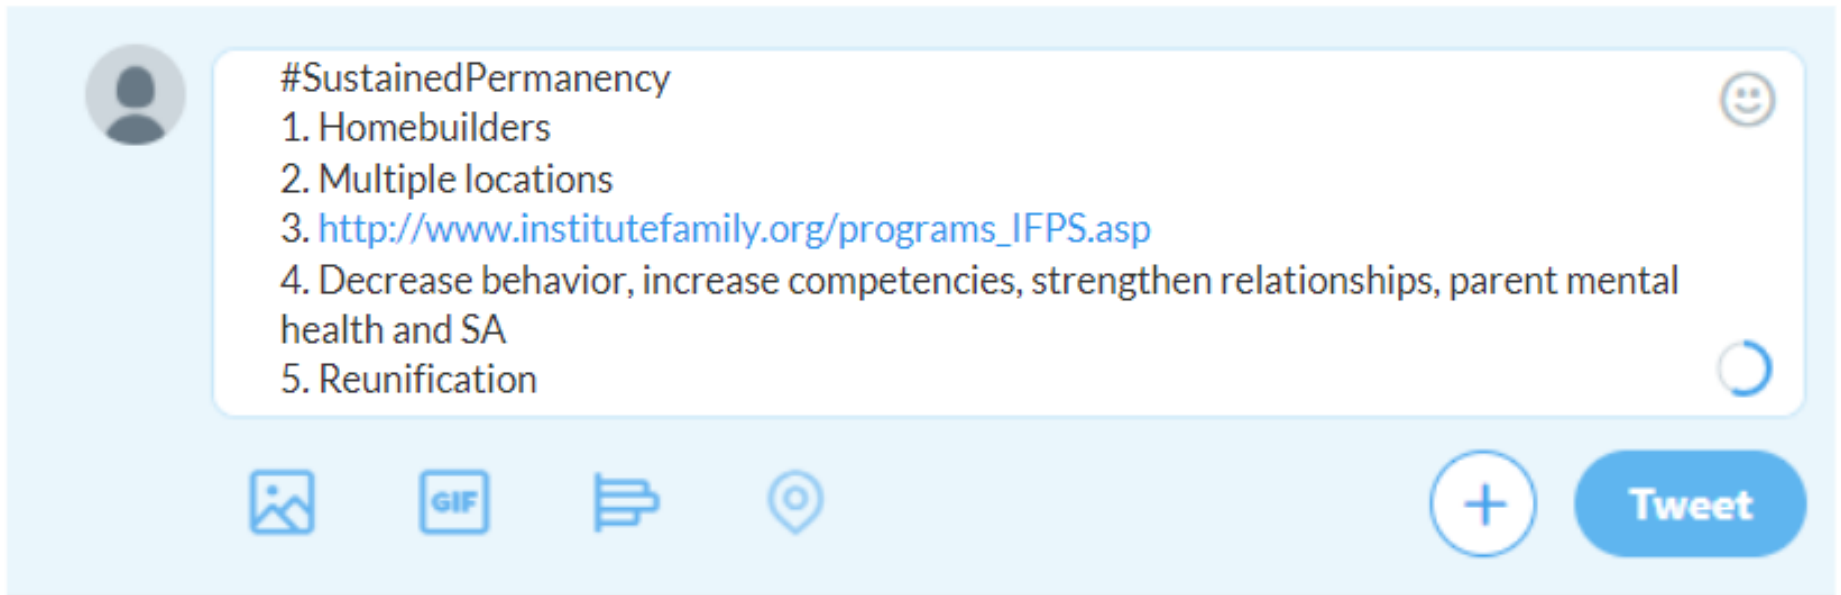 #SustainedPermanency
1. Homebuilders
2. Multiple locations
3. http://www.institutefamily.org/programs_IFPS.asp
4. Decrease behavior, increase competencies, strengthen relationships, parent mental
health and SA
5. Reunification
GIF
Tweet